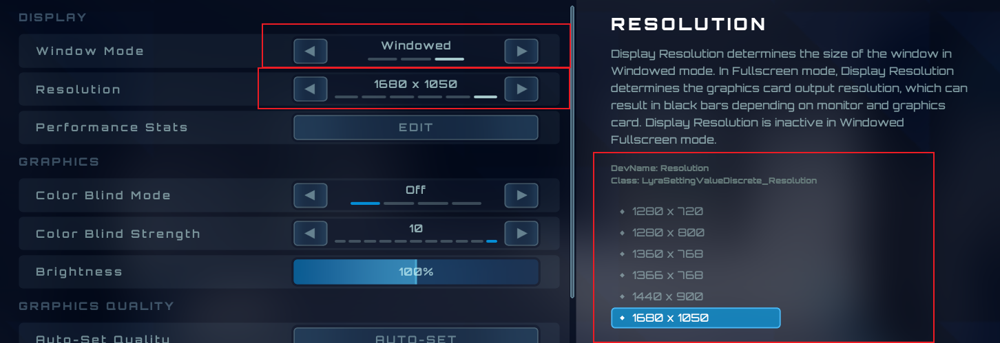 DISPLAY
Window Mode
Windowed
Resolution
1680 x 1050
Performance Stats
EDIT
GRAPHICS
Color Blind Mode
Off
Color Blind Strength
10
Brightness
100%
GRAPHICS QUALITY
Auto-Set Quality
AUTO-SET
RESOLUTION
Display Resolution determines the size of the window in
Windowed mode. In Fullscreen mode, Display Resolution
determines the graphics card output resolution, which can
result in black bars depending on monitor and graphics
card. Display Resolution is inactive in Windowed
Fullscreen mode.
DevName: Resolution
Class: LyraSettingValueDiscrete_Resolution
1280 x 720
1280 x 800
1360 x 768
1366 x 768
1440 x 900
1680 x 1050